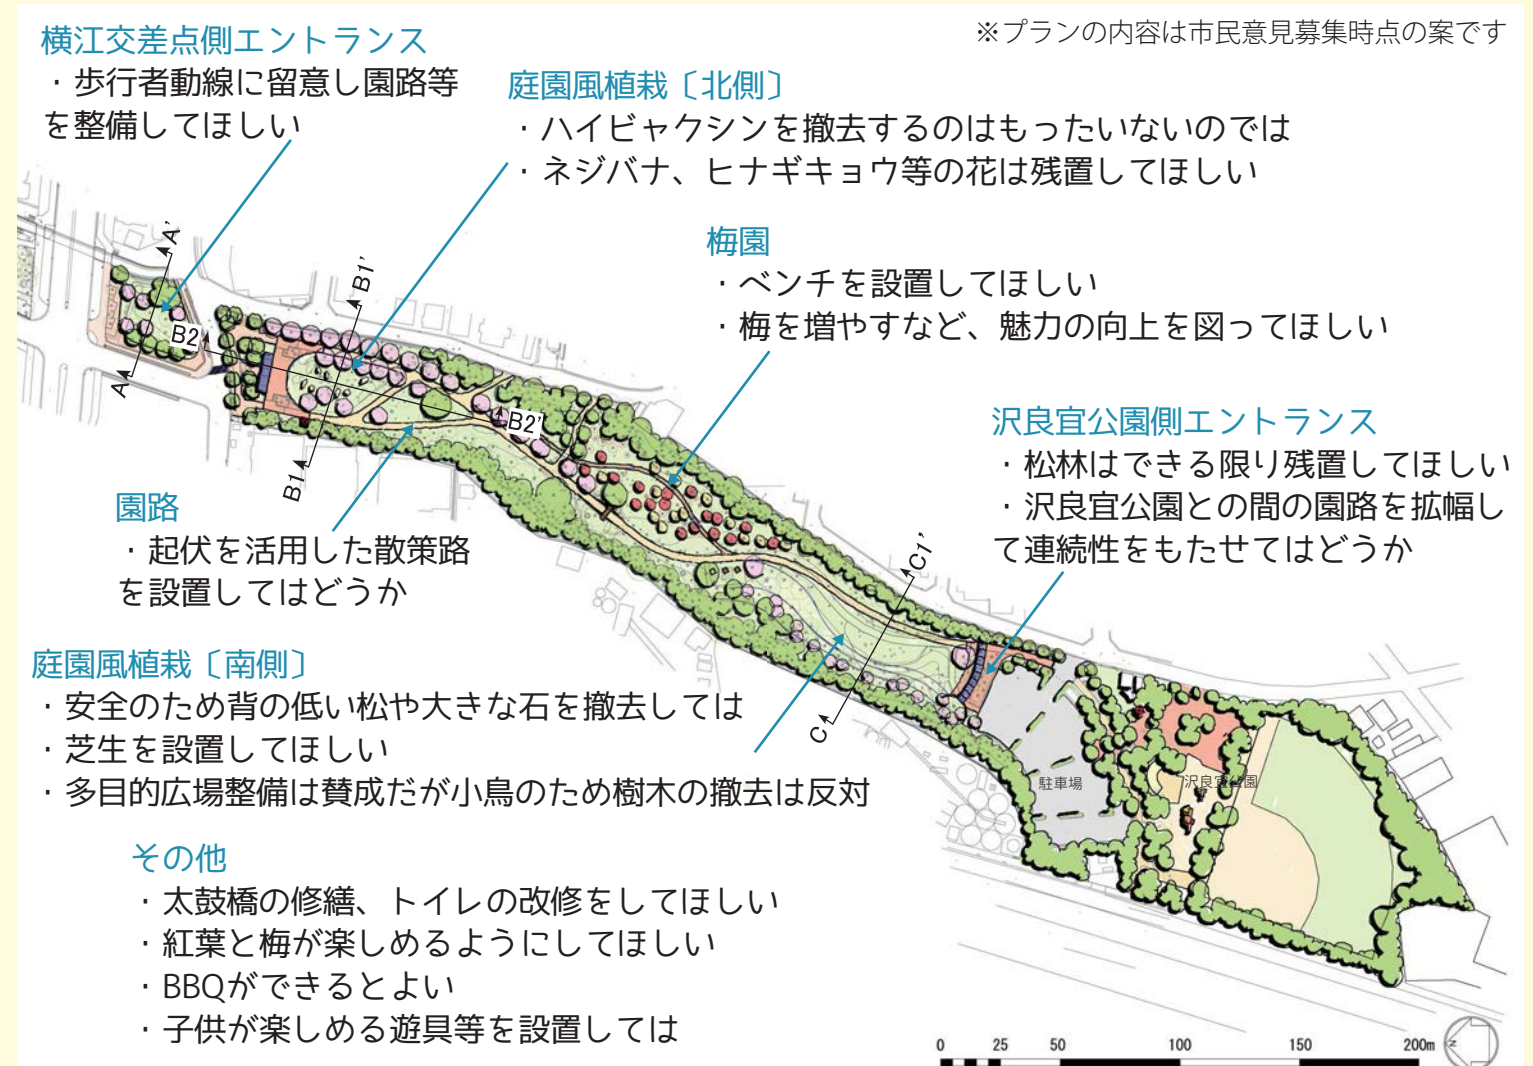 ※プランの内容は市民意見募集時点の案です
横江交差点側エントランス
・歩行者動線に留意し園路等
を整備してほしい
庭園風植栽〔北側〕
・ハイビャクシンを撤去するのはもったいないのでは
・ネジバナ、ヒナギキョウ等の花は残置してほしい
梅園
・ベンチを設置してほしい
・梅を増やすなど、魅力の向上を図ってほしい
沢良宜公園側エントランス
・松林はできる限り残置してほしい
・沢良宜公園との間の園路を拡幅し
て連続性をもたせてはどうか
A'
A
B1'
B1
B2
B2'
C1'
C
園路
・起伏を活用した散策路
を設置してはどうか
庭園風植栽〔南側〕
・安全のため背の低い松や大きな石を撤去しては
・芝生を設置してほしい
・多目的広場整備は賛成だが小鳥のため樹木の撤去は反対
駐車場
沢良宜公園
その他
・太鼓橋の修繕、トイレの改修をしてほしい
・紅葉と梅が楽しめるようにしてほしい
・BBQができるとよい
・子供が楽しめる遊具等を設置しては
0 25 50 100 150 200m
N